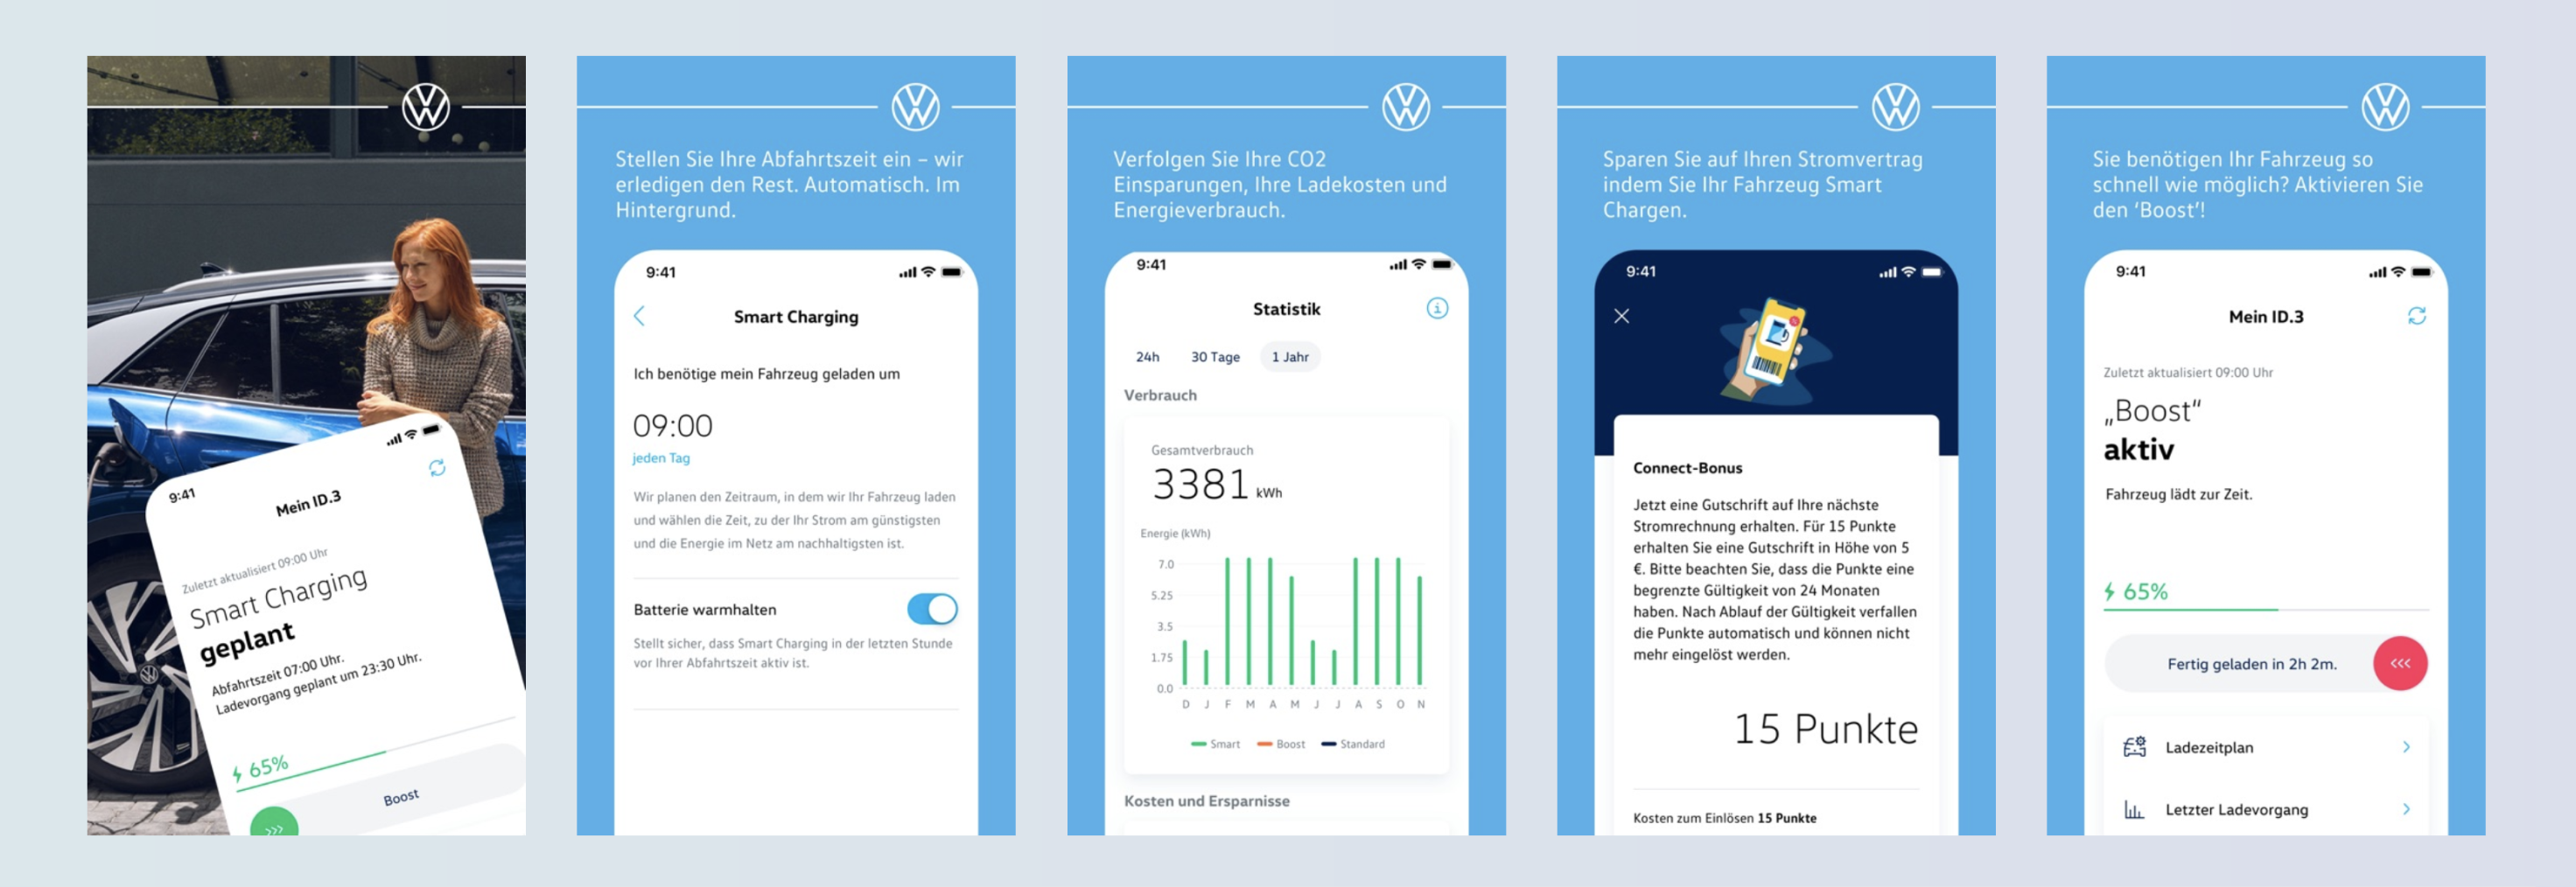 9:41
Mein ID.3
Zuletzt aktualisiert 09:00 Uhr
Smart Charging
geplant
Abfahrtszeit 07:00 Uhr.
Ladevorgang geplant um 23:30 Uhr.
65%
Boost
Stellen Sie Ihre Abfahrtszeit ein – wir
erledigen den Rest. Automatisch. Im
Hintergrund.
9:41
Smart Charging
Ich benötige mein Fahrzeug geladen um
09:00
jeden Tag
Wir planen den Zeitraum, in dem wir Ihr Fahrzeug laden
und wählen die Zeit, zu der Ihr Strom am günstigsten
und die Energie im Netz am nachhaltigsten ist.
Batterie warmhalten
Stellt sicher, dass Smart Charging in der letzten Stunde
vor Ihrer Abfahrtszeit aktiv ist.
Verfolgen Sie Ihre CO2
Einsparungen, Ihre Ladekosten und
Energieverbrauch.
9:41
Statistik
24h 30 Tage 1 Jahr
Verbrauch
Gesamtverbrauch
3381 kWh
Energie (kWh)
7.0
5.25
3.5
1.75
0.0
D J F M A M J J A S O N
Smart Boost Standard
Kosten und Ersparnisse
Sparen Sie auf Ihren Stromvertrag
indem Sie Ihr Fahrzeug Smart
Chargen.
9:41
Connect-Bonus
Jetzt eine Gutschrift auf Ihre nächste
Stromrechnung erhalten. Für 15 Punkte
erhalten Sie eine Gutschrift in Höhe von 5
€. Bitte beachten Sie, dass die Punkte eine
begrenzte Gültigkeit von 24 Monaten
haben. Nach Ablauf der Gültigkeit verfallen
die Punkte automatisch und können nicht
mehr eingelöst werden.
15 Punkte
Kosten zum Einlösen 15 Punkte
Sie benötigen Ihr Fahrzeug so
schnell wie möglich? Aktivieren Sie
den ‘Boost’!
9:41
Mein ID.3
Zuletzt aktualisiert 09:00 Uhr
„Boost“
aktiv
Fahrzeug lädt zur Zeit.
65%
Fertig geladen in 2h 2m.
Ladezeitplan
Letzter Ladevorgang